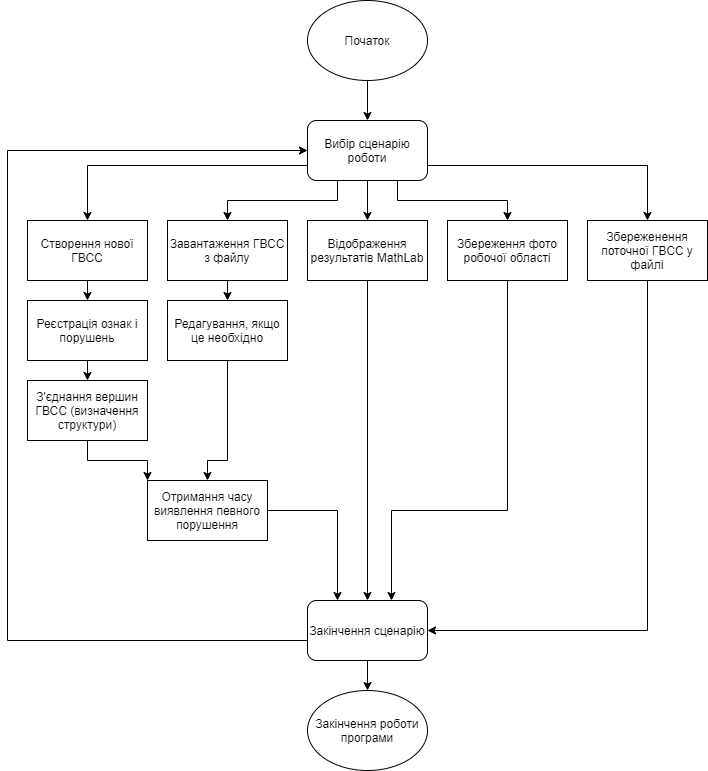 Початок
Вибір сценарію
роботи
Створення нової
ГВСС
Завантаження ГВСС
з файлу
Відображення
результатів MathLab
Збереження фото
робочої області
Збереженення
поточної ГВСС у
файлі
Реєстрація ознак і
порушень
Редагування, якщо
це необхідно
З'єднання вершин
ГВСС (визначення
структури)
Отримання часу
виявлення певного
порушення
Закінчення сценарію
Закінчення роботи
програми